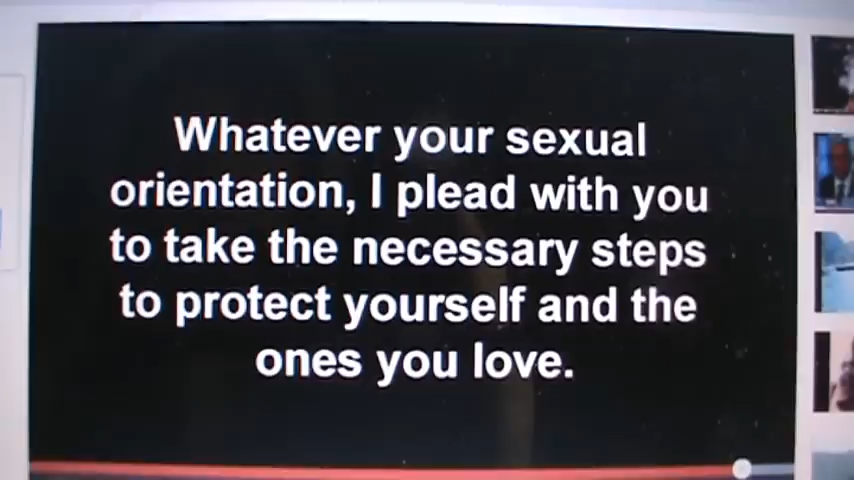 Whatever your sexual
orientation, I plead with you
to take the necessary steps
to protect yourself and the
ones you love.